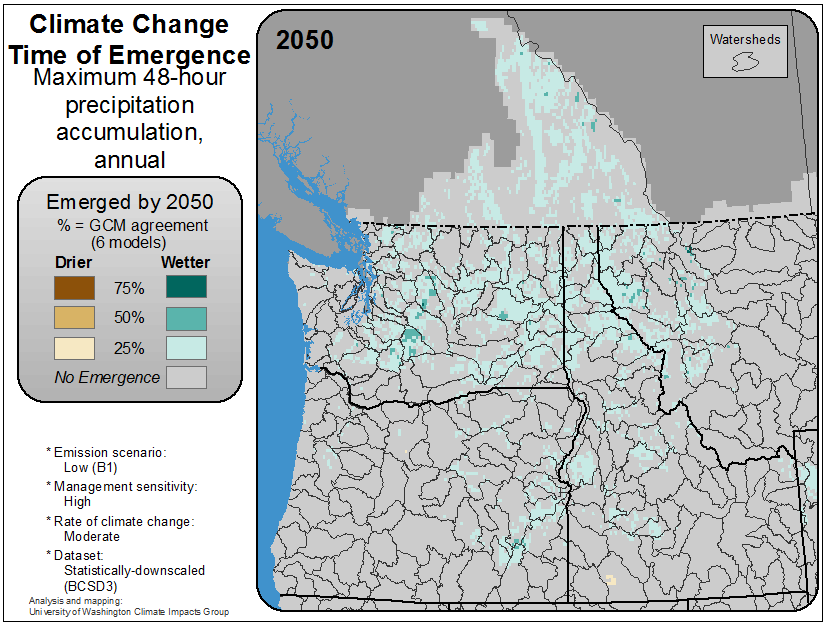 Climate Change
Time of Emergence
Maximum 48-hour
precipitation
accumulation,
annual
Emerged by 2050
% = GCM agreement
(6 models)
Drier Wetter
75%
50%
25%
No Emergence
* Emission scenario:
Low (B1)
* Management sensitivity:
High
* Rate of climate change:
Moderate
* Dataset:
Statistically-downscaled
(BCSD3)
Analysis and mapping:
University of Washington Climate Impacts Group
2050
Watersheds